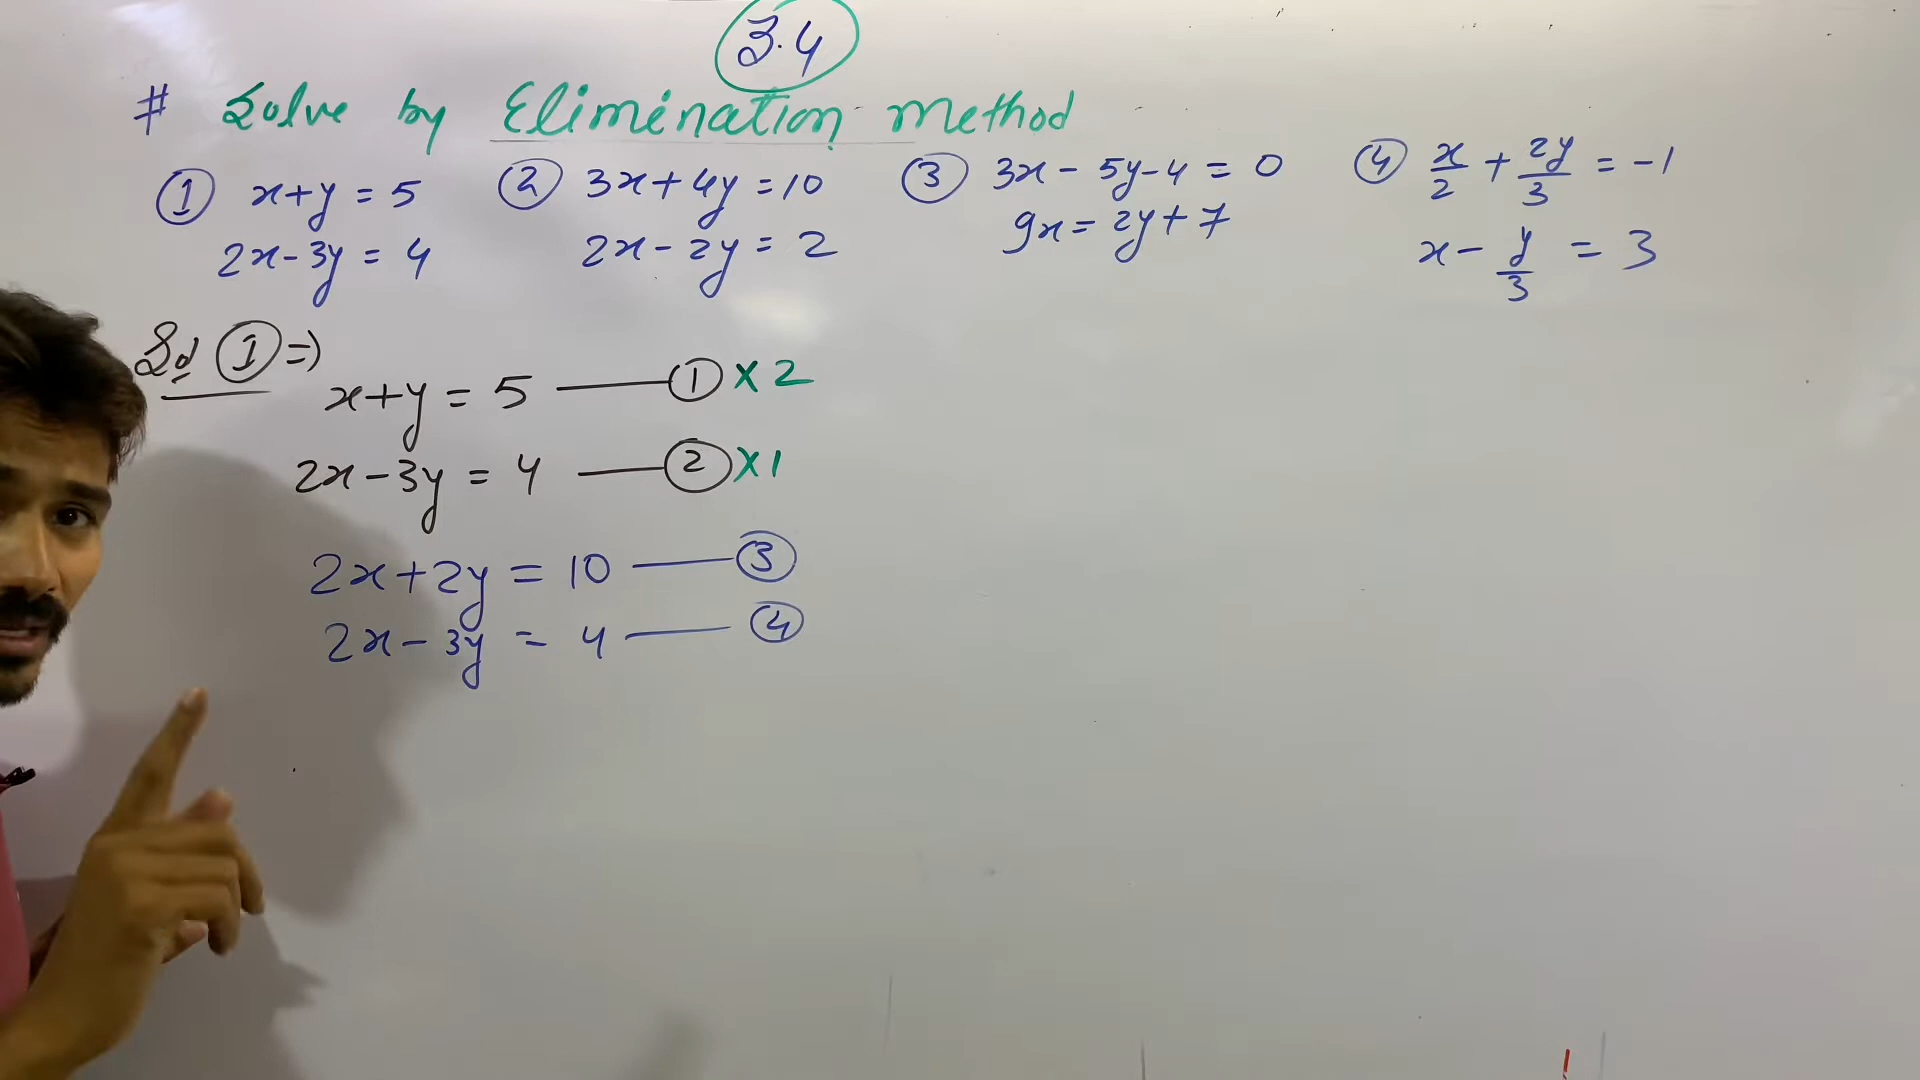 3.4
# Solve by Elimination Method
① x+y = 5
2x-3y = 4
② 3x+4y = 10
2x-2y = 2
③ 3x-5y-4 = 0
9x = 2y+7
④ x/2 + 2y/3 = -1
x - y/3 = 3
Sol ① =>
x+y = 5 —— ① X 2
2x-3y = 4 —— ② X 1
2x+2y = 10 —— ③
2x-3y = 4 —— ④